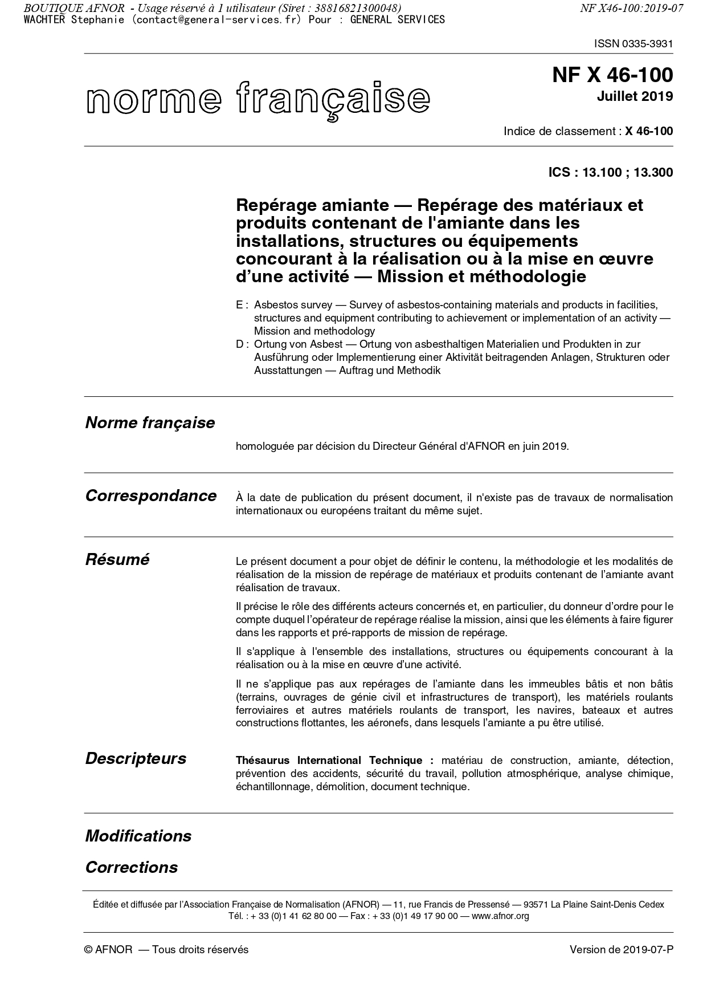 BOUTIQUE AFNOR - Usage réservé à 1 utilisateur (Siret : 38816821300048)
NF X46-100:2019-07
WACHTER Stephanie (contact@general-services.fr) Pour : GENERAL SERVICES
ISSN 0335-3931
norme française
NF X 46-100
Juillet 2019
Indice de classement : X 46-100
ICS : 13.100 ; 13.300
Repérage amiante — Repérage des matériaux et
produits contenant de l'amiante dans les
installations, structures ou équipements
concourant à la réalisation ou à la mise en œuvre
d’une activité — Mission et méthodologie
E : Asbestos survey — Survey of asbestos-containing materials and products in facilities,
structures and equipment contributing to achievement or implementation of an activity —
Mission and methodology
D : Ortung von Asbest — Ortung von asbesthaltigen Materialien und Produkten in zur
Ausführung oder Implementierung einer Aktivität beitragenden Anlagen, Strukturen oder
Ausstattungen — Auftrag und Methodik
Norme française
homologuée par décision du Directeur Général d'AFNOR en juin 2019.
Correspondance
À la date de publication du présent document, il n'existe pas de travaux de normalisation
internationaux ou européens traitant du même sujet.
Résumé
Le présent document a pour objet de définir le contenu, la méthodologie et les modalités de
réalisation de la mission de repérage de matériaux et produits contenant de l’amiante avant
réalisation de travaux.
Il précise le rôle des différents acteurs concernés et, en particulier, du donneur d’ordre pour le
compte duquel l’opérateur de repérage réalise la mission, ainsi que les éléments à faire figurer
dans les rapports et pré-rapports de mission de repérage.
Il s'applique à l'ensemble des installations, structures ou équipements concourant à la
réalisation ou à la mise en œuvre d’une activité.
Il ne s’applique pas aux repérages de l’amiante dans les immeubles bâtis et non bâtis
(terrains, ouvrages de génie civil et infrastructures de transport), les matériels roulants
ferroviaires et autres matériels roulants de transport, les navires, bateaux et autres
constructions flottantes, les aéronefs, dans lesquels l’amiante a pu être utilisé.
Descripteurs
Thésaurus International Technique : matériau de construction, amiante, détection,
prévention des accidents, sécurité du travail, pollution atmosphérique, analyse chimique,
échantillonnage, démolition, document technique.
Modifications
Corrections
Éditée et diffusée par l’Association Française de Normalisation (AFNOR) — 11, rue Francis de Pressensé — 93571 La Plaine Saint-Denis Cedex
Tél. : + 33 (0)1 41 62 80 00 — Fax : + 33 (0)1 49 17 90 00 — www.afnor.org
© AFNOR — Tous droits réservés
Version de 2019-07-P